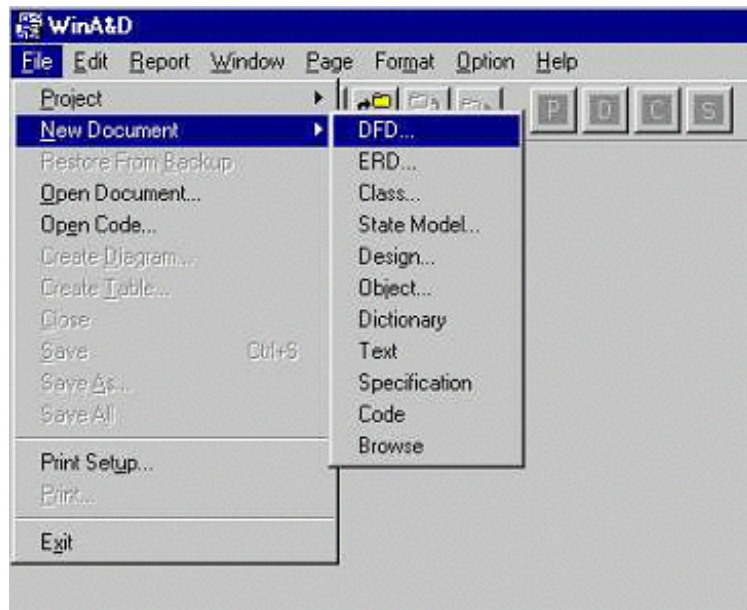 WinA&D
File Edit Report Window Page Format Option Help
Project
New Document
Restore From Backup
Open Document...
Open Code...
Create Diagram...
Create Table...
Close
Save Ctrl+S
Save As...
Save All
Print Setup...
Print...
Exit
DFD...
ERD...
Class...
State Model...
Design...
Object...
Dictionary
Text
Specification
Code
Browse
P D C S